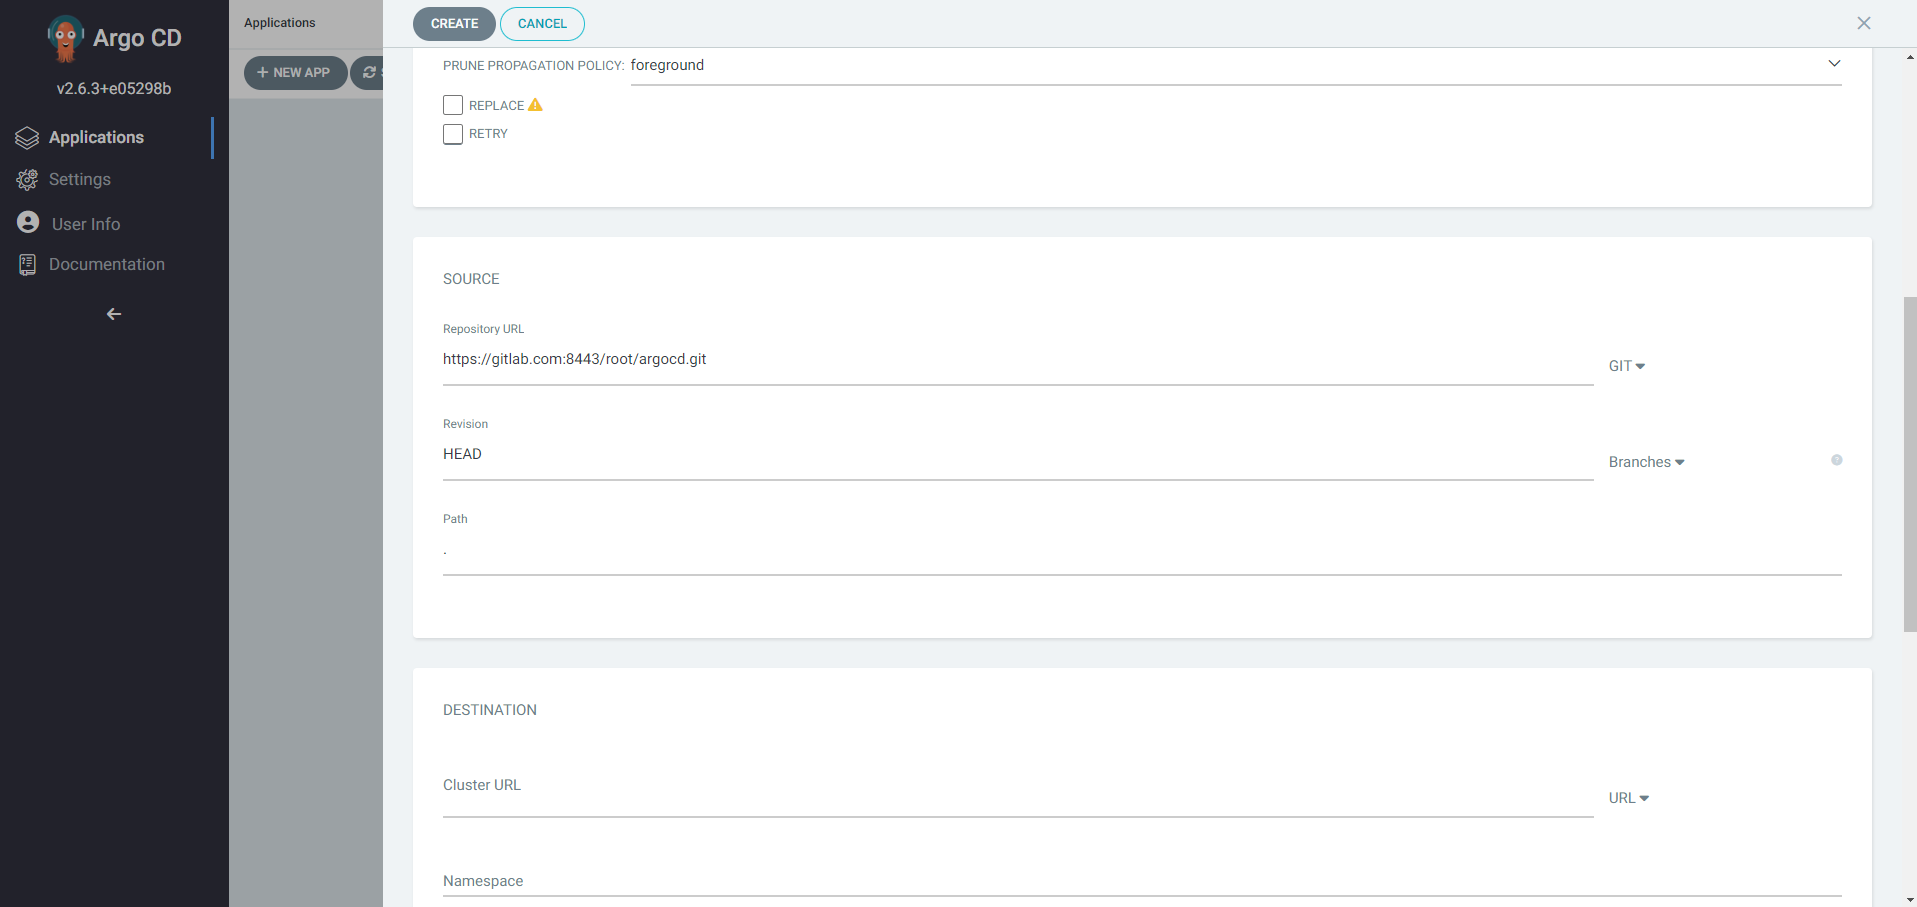 Argo CD
v2.6.3+e05298b
Applications
Settings
User Info
Documentation
Applications
NEW APP
CREATE
CANCEL
PRUNE PROPAGATION POLICY: foreground
REPLACE
RETRY
SOURCE
Repository URL
https://gitlab.com:8443/root/argocd.git
GIT
Revision
HEAD
Branches
Path
.
DESTINATION
Cluster URL
URL
Namespace